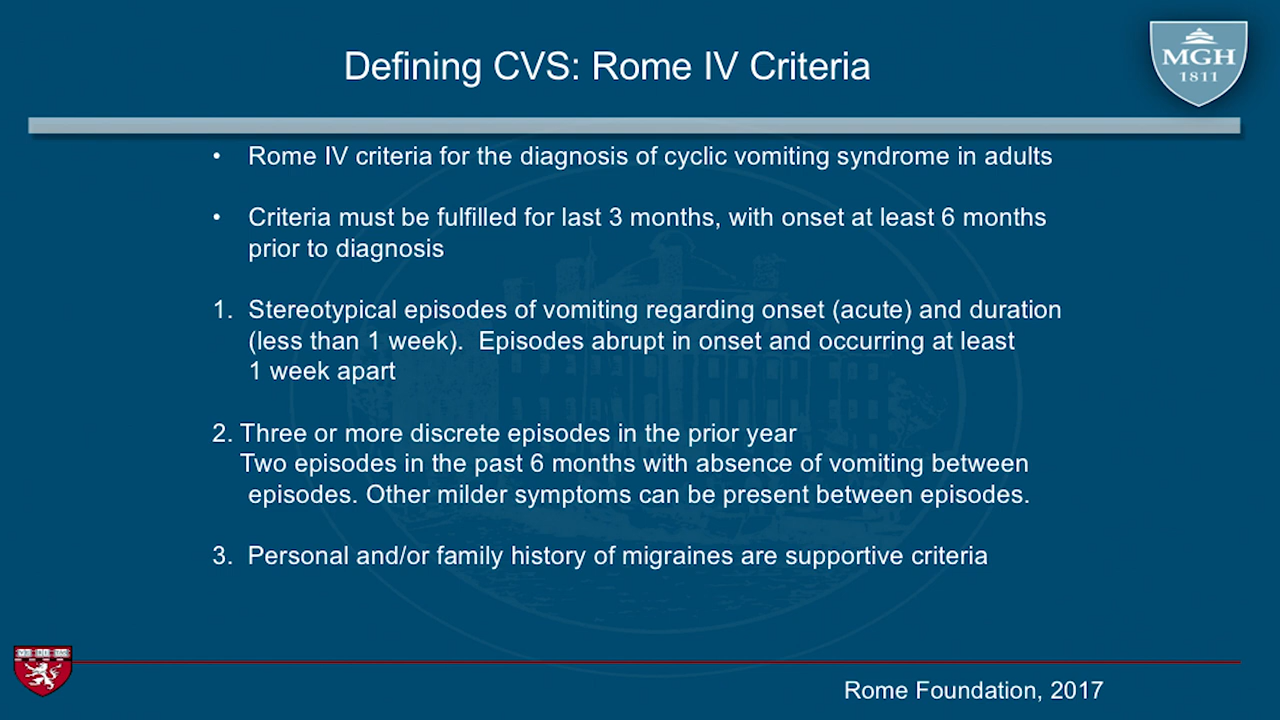 Defining CVS: Rome IV Criteria
MGH
1811
• Rome IV criteria for the diagnosis of cyclic vomiting syndrome in adults
• Criteria must be fulfilled for last 3 months, with onset at least 6 months
prior to diagnosis
1. Stereotypical episodes of vomiting regarding onset (acute) and duration
(less than 1 week). Episodes abrupt in onset and occurring at least
1 week apart
2. Three or more discrete episodes in the prior year
Two episodes in the past 6 months with absence of vomiting between
episodes. Other milder symptoms can be present between episodes.
3. Personal and/or family history of migraines are supportive criteria
Rome Foundation, 2017